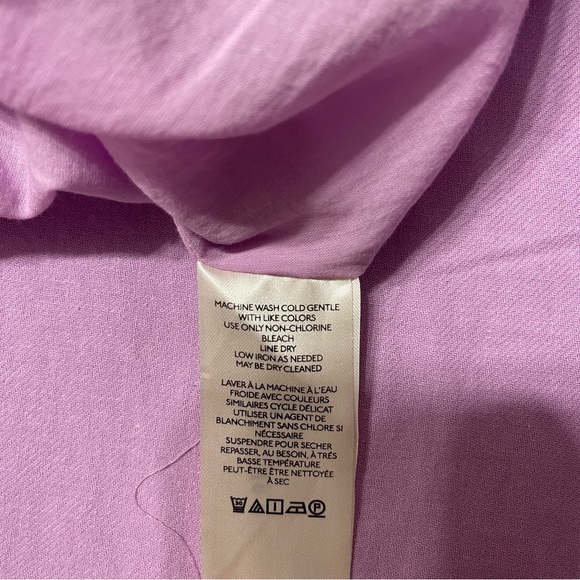 MACHINE WASH COLD GENTLE
WITH LIKE COLORS
USE ONLY NON-CHLORINE
BLEACH
LINE DRY
LOW IRON AS NEEDED
MAY BE DRY CLEANED
LAVER À LA MACHINE À L'EAU
FROIDE AVEC COULEURS
SIMILAIRES CYCLE DÉLICAT
UTILISER UN AGENT DE
BLANCHIMENT SANS CHLORE SI
NÉCESSAIRE
SUSPENDRE POUR SECHER
REPASSER, AU BESOIN, À TRÈS
BASSE TEMPÉRATURE
PEUT-ÊTRE ÊTRE NETTOYÉE
À SEC
30 P